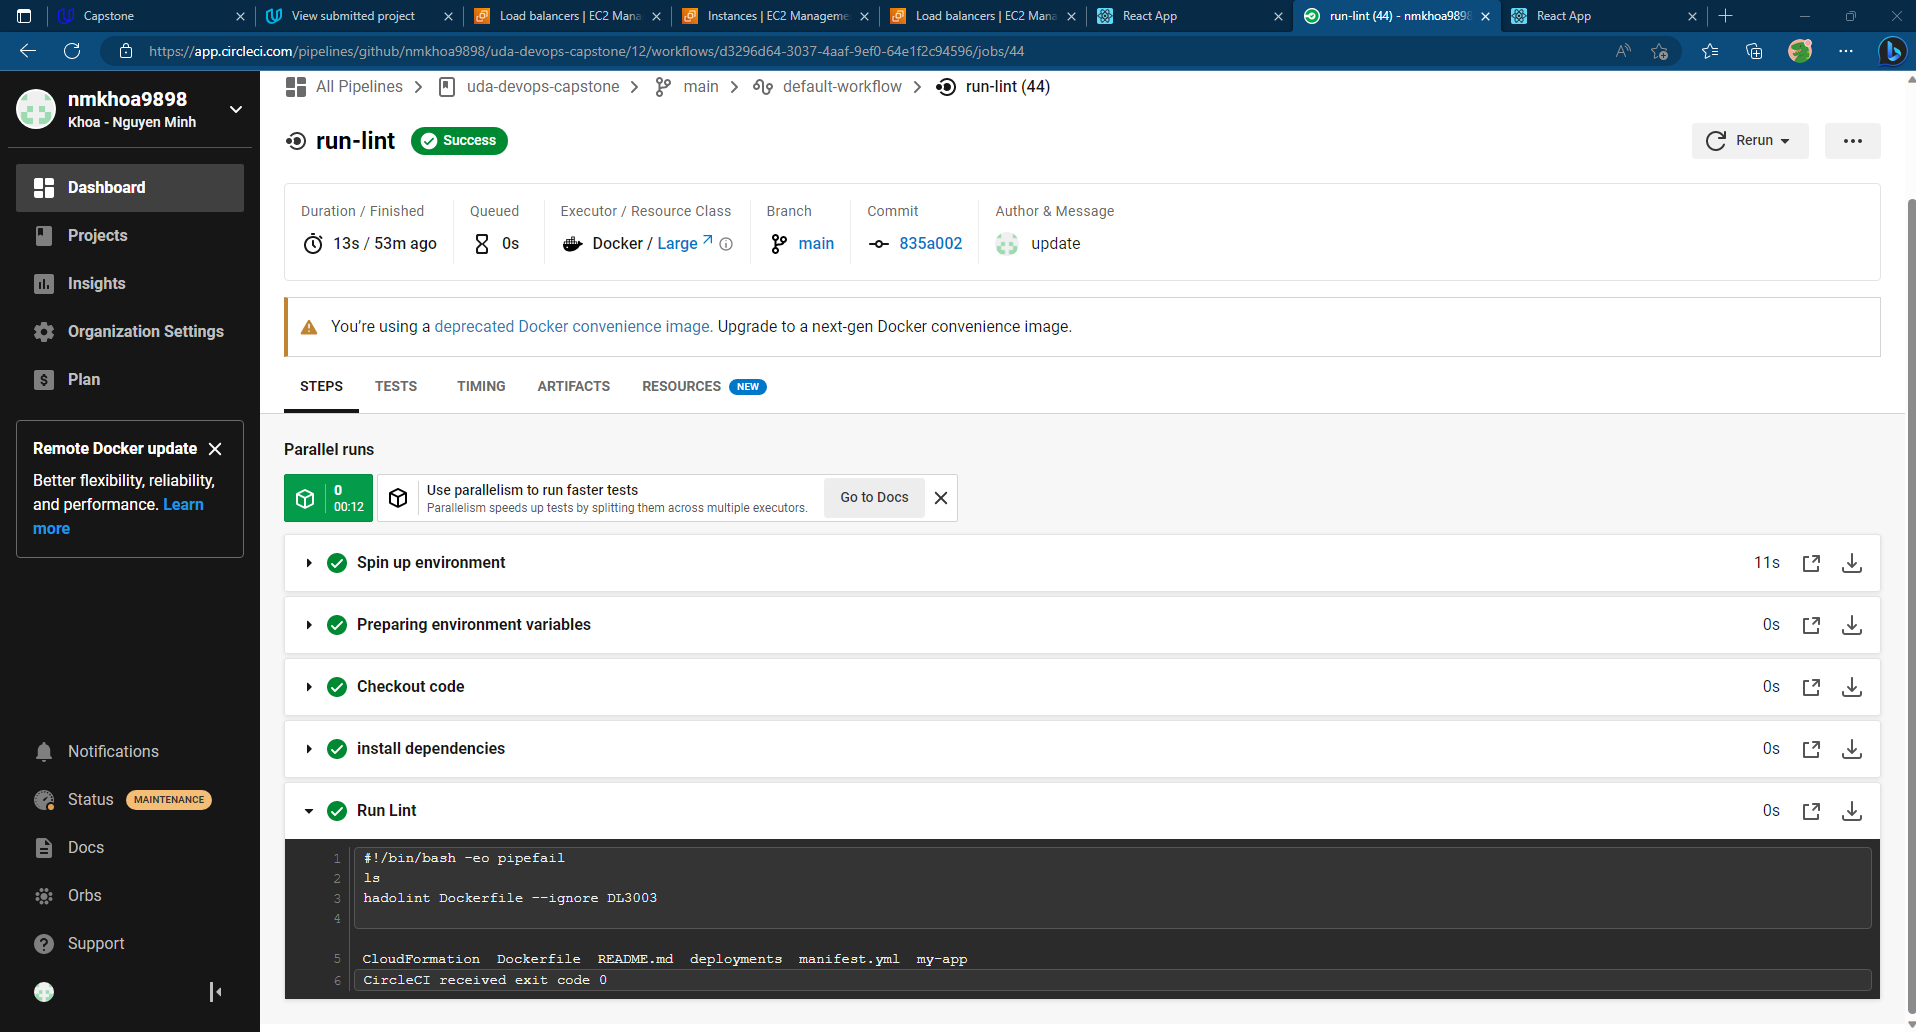 Capstone
View submitted project
Load balancers | EC2 Mana
Instances | EC2 Manageme
Load balancers | EC2 Mana
React App
run-lint (44) - nmkhoa9898
React App
https://app.circleci.com/pipelines/github/nmkhoa9898/uda-devops-capstone/12/workflows/d3296d64-3037-4aaf-9ef0-64e1f2c94596/jobs/44
nmkhoa9898
Khoa - Nguyen Minh
Dashboard
Projects
Insights
Organization Settings
Plan
Remote Docker update
Better flexibility, reliability,
and performance. Learn
more
Notifications
Status MAINTENANCE
Docs
Orbs
Support
All Pipelines uda-devops-capstone main default-workflow run-lint (44)
run-lint Success
Rerun
Duration / Finished
13s / 53m ago
Queued
0s
Executor / Resource Class
Docker / Large
Branch
main
Commit
835a002
Author & Message
update
You’re using a deprecated Docker convenience image. Upgrade to a next-gen Docker convenience image.
STEPS TESTS TIMING ARTIFACTS RESOURCES NEW
Parallel runs
0
00:12
Use parallelism to run faster tests
Parallelism speeds up tests by splitting them across multiple executors.
Go to Docs
Spin up environment 11s
Preparing environment variables 0s
Checkout code 0s
install dependencies 0s
Run Lint 0s
1 #!/bin/bash -eo pipefail
2 ls
3 hadolint Dockerfile --ignore DL3003
4
5 CloudFormation Dockerfile README.md deployments manifest.yml my-app
6 CircleCI received exit code 0